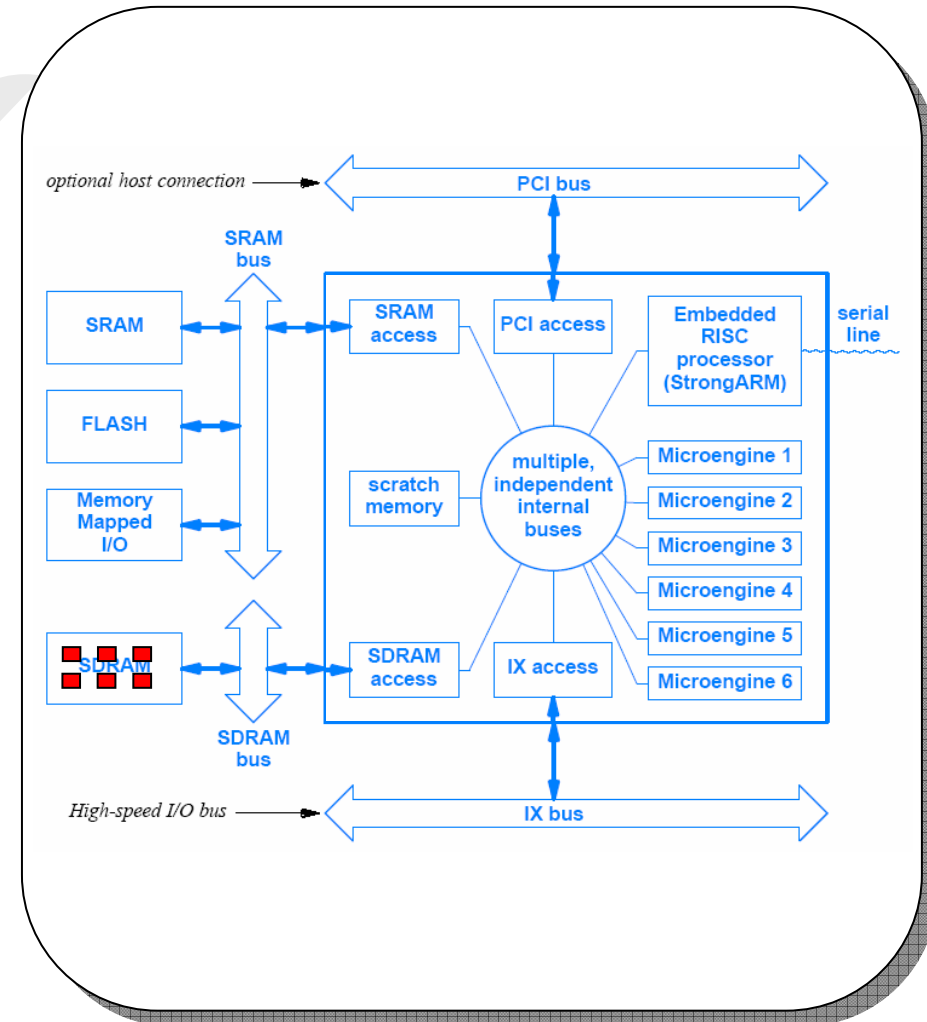 optional host connection
PCI bus
SRAM
bus
SRAM
FLASH
Memory
Mapped
I/O
SDRAM
SDRAM
bus
SRAM
access
PCI access
Embedded
RISC
processor
(StrongARM)
serial
line
scratch
memory
multiple,
independent
internal
buses
Microengine 1
Microengine 2
Microengine 3
Microengine 4
Microengine 5
Microengine 6
SDRAM
access
IX access
High-speed I/O bus
IX bus